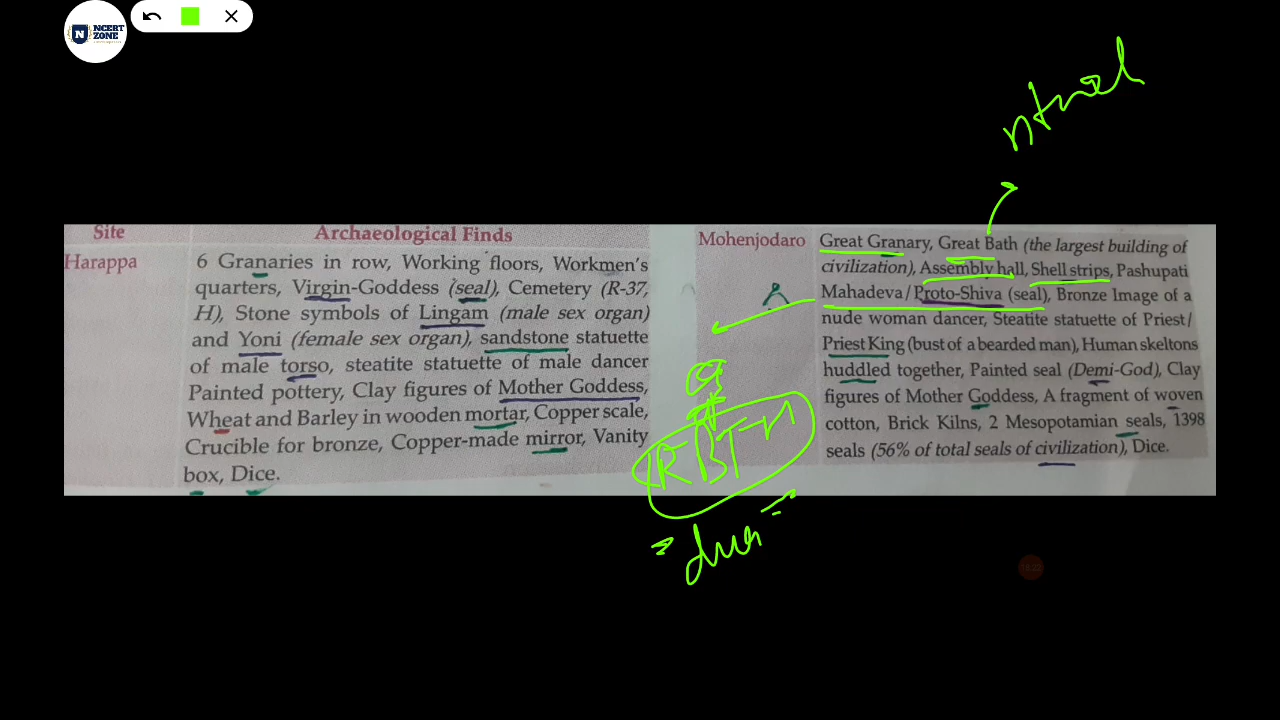 NCERT
ZONE
Site
Archaeological Finds
Harappa
6 Granaries in row, Working floors, Workmen's
quarters, Virgin-Goddess (seal), Cemetery (R-37,
H), Stone symbols of Lingam (male sex organ)
and Yoni (female sex organ), sandstone statuette
of male torso, steatite statuette of male dancer
Painted pottery, Clay figures of Mother Goddess,
Wheat and Barley in wooden mortar, Copper scale,
Crucible for bronze, Copper-made mirror, Vanity
box, Dice.
Mohenjodaro
Great Granary, Great Bath (the largest building of
civilization), Assembly hall, Shell strips, Pashupati
Mahadeva/Proto-Shiva (seal), Bronze Image of a
nude woman dancer, Steatite statuette of Priest/
Priest King (bust of a bearded man), Human skeltons
huddled together, Painted seal (Demi-God), Clay
figures of Mother Goddess, A fragment of woven
cotton, Brick Kilns, 2 Mesopotamian seals, 1398
seals (56% of total seals of civilization), Dice.